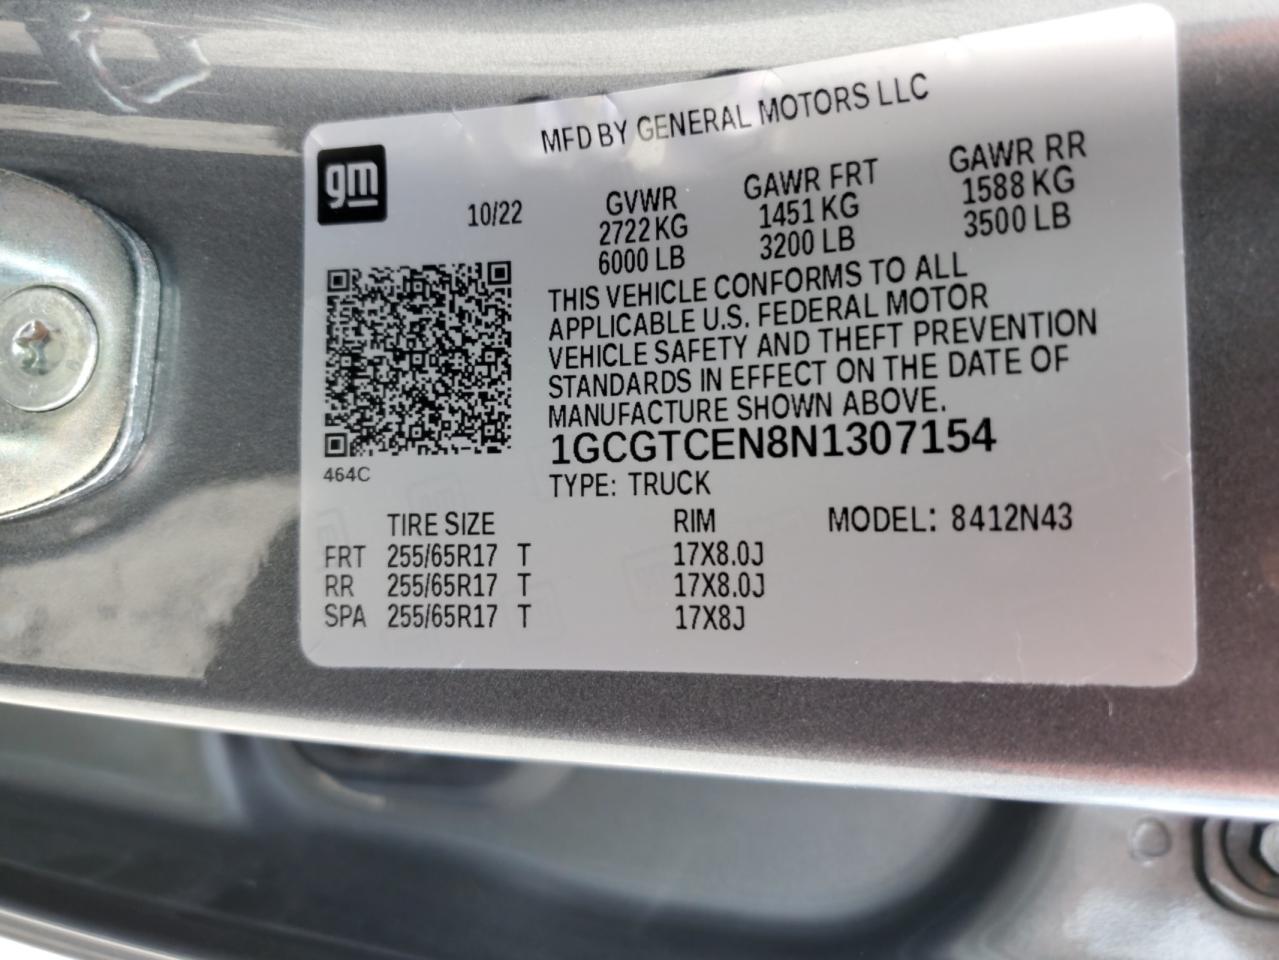 MFD BY GENERAL MOTORS LLC
gm
10/22
GVWR
2722 KG
6000 LB
GAWR FRT
1451 KG
3200 LB
GAWR RR
1588 KG
3500 LB
THIS VEHICLE CONFORMS TO ALL
APPLICABLE U.S. FEDERAL MOTOR
VEHICLE SAFETY AND THEFT PREVENTION
STANDARDS IN EFFECT ON THE DATE OF
MANUFACTURE SHOWN ABOVE.
1GCGTCEN8N1307154
464C
TYPE: TRUCK
TIRE SIZE RIM MODEL: 8412N43
FRT 255/65R17 T 17X8.0J
RR 255/65R17 T 17X8.0J
SPA 255/65R17 T 17X8J